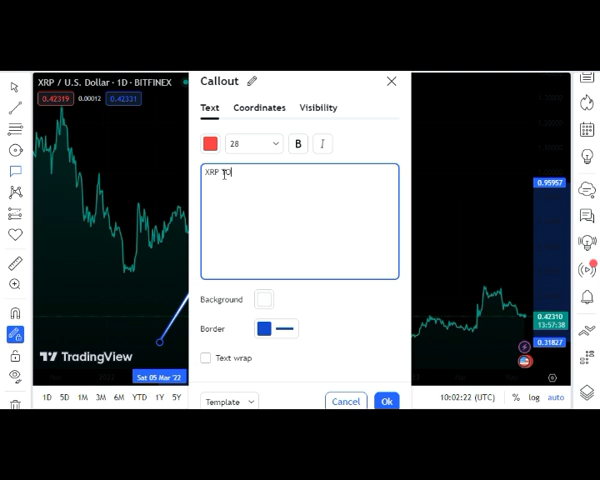 XRP / U.S. Dollar · 1D · BITFINEX
0.42319 0.00012 0.42331
Callout
Text Coordinates Visibility
28 B I
XRP TO
Background
Border
Text wrap
Template Cancel Ok
TradingView
2022 Sat 05 Mar '22
1D 5D 1M 3M 6M YTD 1Y 5Y
10:02:22 (UTC) % log auto
0.95957
0.42310
13:57:38
0.31827